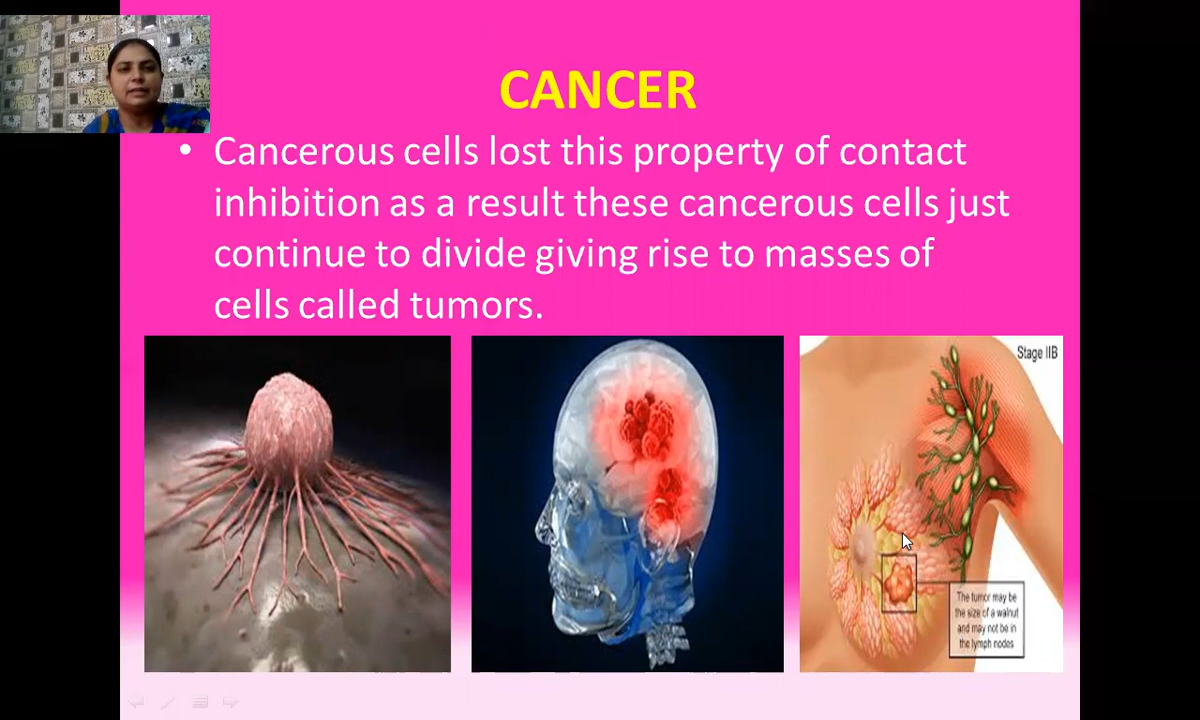 CANCER
• Cancerous cells lost this property of contact
inhibition as a result these cancerous cells just
continue to divide giving rise to masses of
cells called tumors.
Stage IIB
The tumor may be
the size of a walnut
and may not be in
the lymph nodes